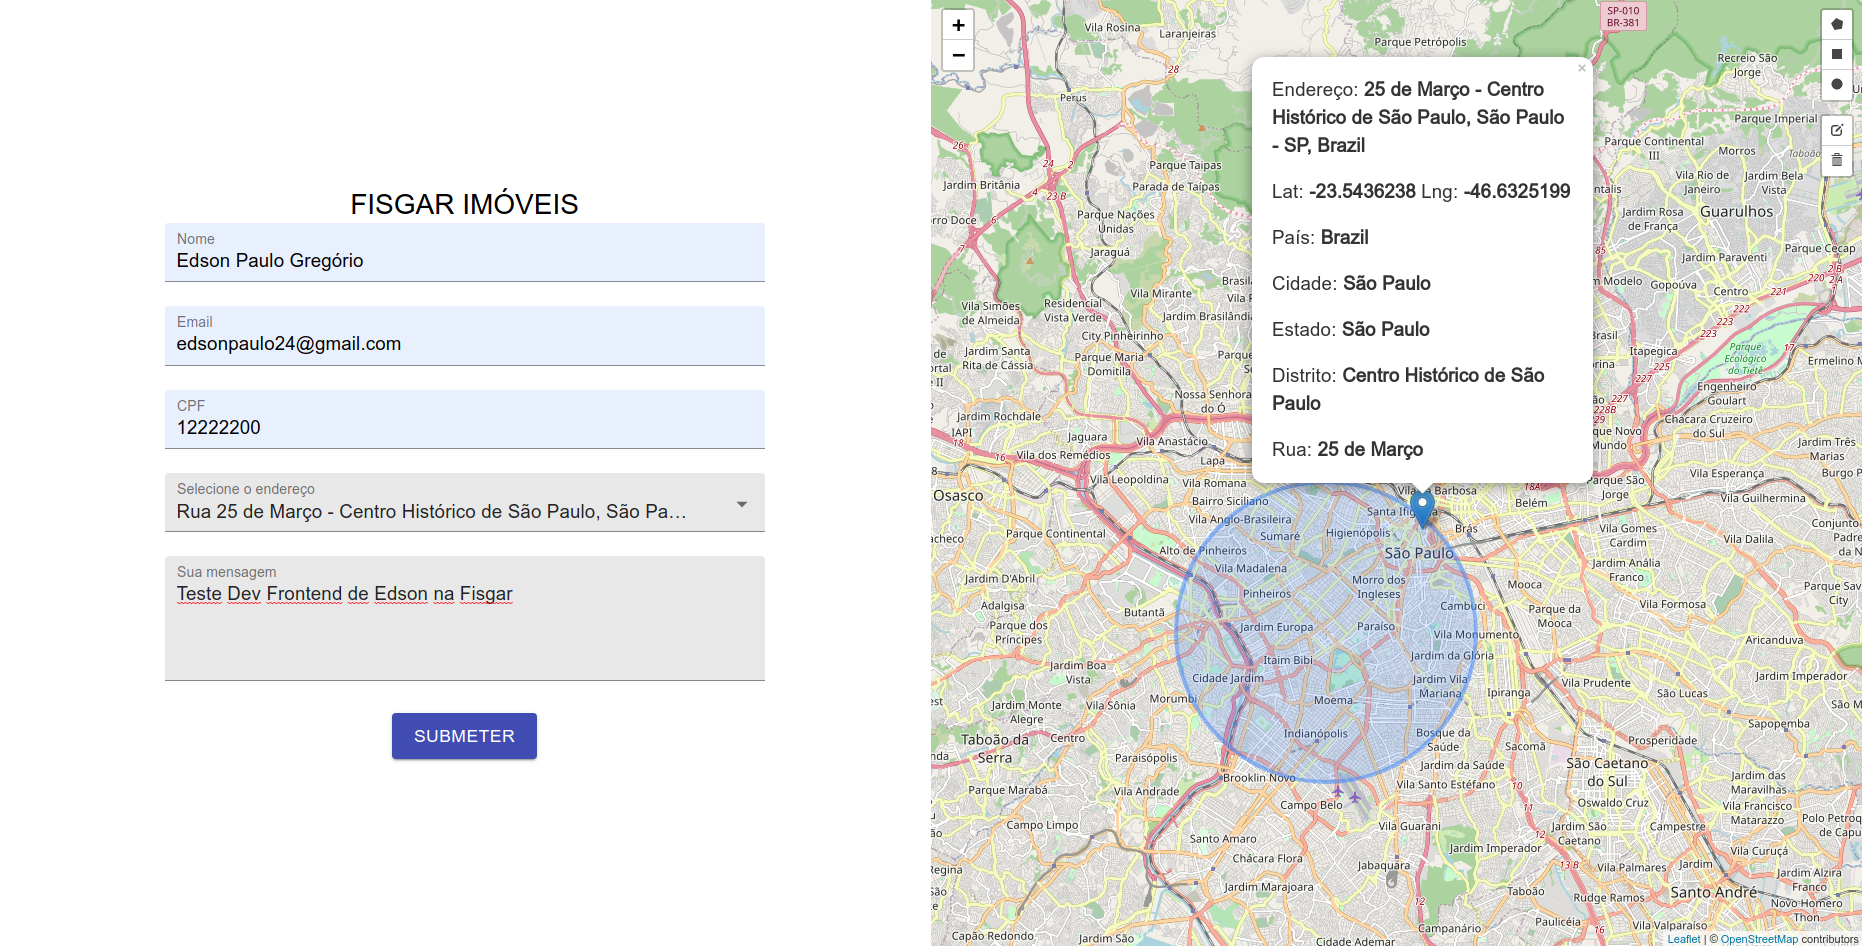 FISGAR IMÓVEIS
Nome
Edson Paulo Gregório
Email
edsonpaulo24@gmail.com
CPF
12222200
Selecione o endereço
Rua 25 de Março - Centro Histórico de São Paulo, São Pa...
Sua mensagem
Teste Dev Frontend de Edson na Fisgar
SUBMETER
+
−
SP-010
BR-381
Vila Rosina
Laranjeiras
Parque Petrópolis
28
Perus
Recreio São
Jorge
Parque Imperial
Parque Continental
III
Morros
Tabo��o
Vila Rio de
Janeiro
Jardim Bela
Vista
Endereço: 25 de Março - Centro
Histórico de São Paulo, São Paulo
- SP, Brazil
Lat: -23.5436238 Lng: -46.6325199
País: Brazil
Cidade: São Paulo
Estado: São Paulo
Distrito: Centro Histórico de São
Paulo
Rua: 25 de Março
×
24
26
23 B
Jardim Britânia
Parque Taipas
Parada de Taipas
Parque Nações
Unidas
Jaraguá
Jardim Rosa
de França
Guarulhos
Parque Cecap
Jardim Paraventi
Gopoúva
Centro
Vila Simões
de Almeida
Residencial
Vista Verde
Vila Mirante
Jardim Brasilândia
City Pinheirinho
Jardim Santa
Rita de Cássia
Parque Maria
Domitila
220
221
222
223
225
227
228B
Itapegica
Parque
Ecológico
do Tietê
Ermelino M
Engenheiro
Goulart
Chacara Cruzeiro
do Sul
Nossa Senhora
do Ó
Jardim Rochdale
IAPI
Jaguara
Vila Anastácio
Lapa
Vila dos Remédios
Vila Leopoldina
Vila Romana
Osasco
Bairro Siciliano
Vila Anglo-Brasileira
Sumaré
Higienópolis
São Paulo
Brás
Belém
18A
Parque São
Jorge
Vila Esperança
Vila Guilhermina
Jardim Três
Vila Gomes
Cardim
Vila Dalila
Parque Continental
Alto de Pinheiros
Vila Madalena
Pinheiros
Morro dos
Ingleses
Mooca
Jardim Anália
Franco
Jardim D'Abril
Adalgisa
Butantã
Cambuci
Parque da
Mooca
Vila Formosa
Parque dos
Príncipes
Jardim Europa
Paraíso
Vila Monumento
Aricanduva
Jardim Boa
Vista
Itaim Bibi
Jardim da Glória
Cidade Jardim
Jardim Vila
Mariana
Ipiranga
Vila Prudente
São Lucas
Jardim Imperador
Moema
Vila Sônia
Jardim Monte
Alegre
Sapopemba
Taboão da
Serra
Centro
Indianópolis
Bosque da
Saúde
Sacomã
Prosperidade
Paraisópolis
Jardim da Saúde
São Caetano
do Sul
Brooklin Novo
Vila Santo Estéfano
Jardim das
Maravilhas
Parque Marabá
Vila Andrade
Campo Belo
Oswaldo Cruz
Vila Francisco
Matarazzo
Campo Limpo
Vila Guarani
Jardim São
Caetano
Campestre
Santo Amaro
Jardim Imperador
Vila Curuçá
Chácara Flora
Jabaquara
Vila Palmares
Jardim
Jardim Alzira
Franco
Jardim Marajoara
Taboão
Rudge Ramos
Santo André
Novo Homero
Thon
Paulicéia
Vila Valparaíso
Capão Redondo
Jardim São
Cidade Ademar
Leaflet | © OpenStreetMap contributors